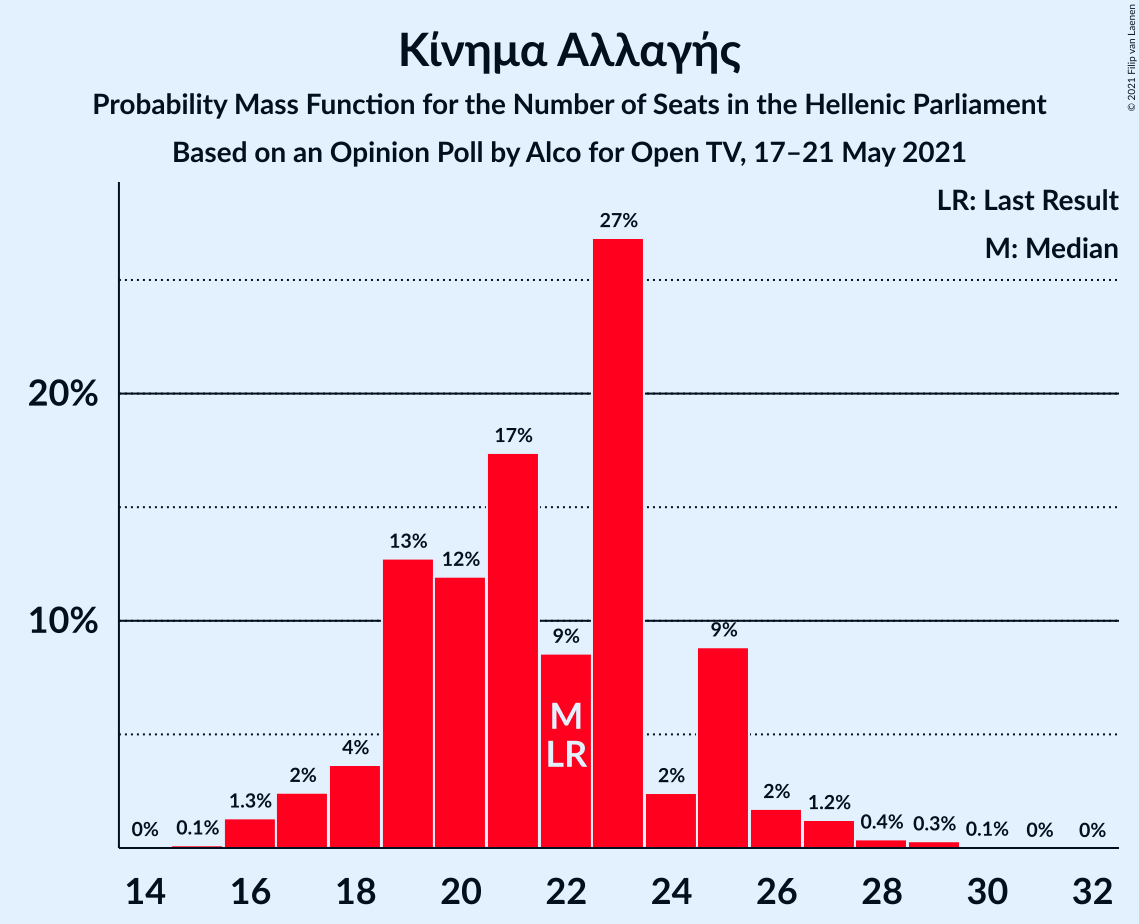 Κίνημα Αλλαγής
Probability Mass Function for the Number of Seats in the Hellenic Parliament
Based on an Opinion Poll by Alco for Open TV, 17–21 May 2021
© 2021 Filip van Laenen
LR: Last Result
M: Median
20%
10%
0%
0.1%
1.3%
2%
4%
13%
12%
17%
9%
27%
2%
9%
2%
1.2%
0.4%
0.3%
0.1%
0%
0%
M
LR
14 16 18 20 22 24 26 28 30 32